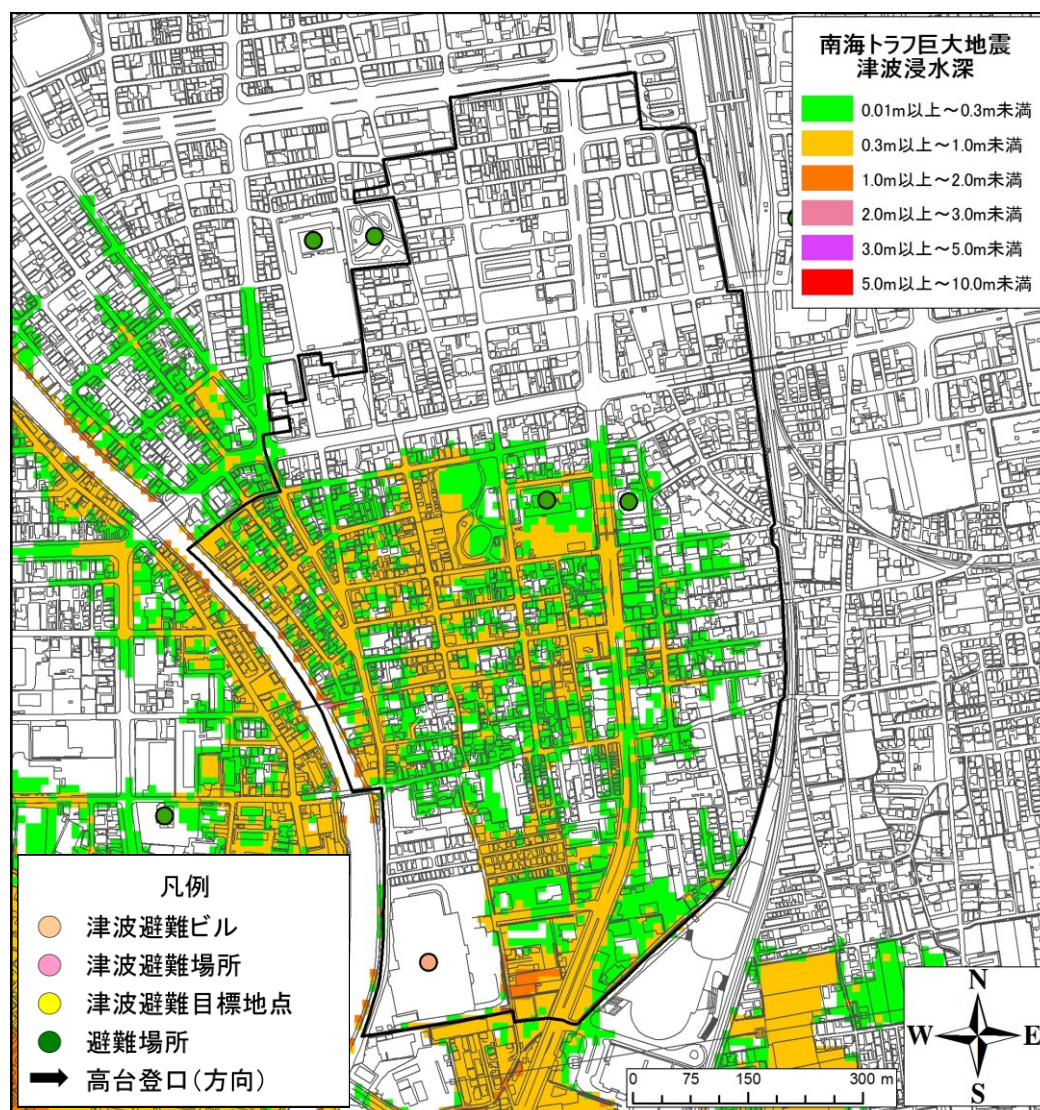 南海トラフ巨大地震
津波浸水深
0.01m以上～0.3m未満
0.3m以上～1.0m未満
1.0m以上～2.0m未満
2.0m以上～3.0m未満
3.0m以上～5.0m未満
5.0m以上～10.0m未満
凡例
津波避難ビル
津波避難場所
津波避難目標地点
避難場所
高台登口(方向)
N
W E
S
0 75 150 300 m